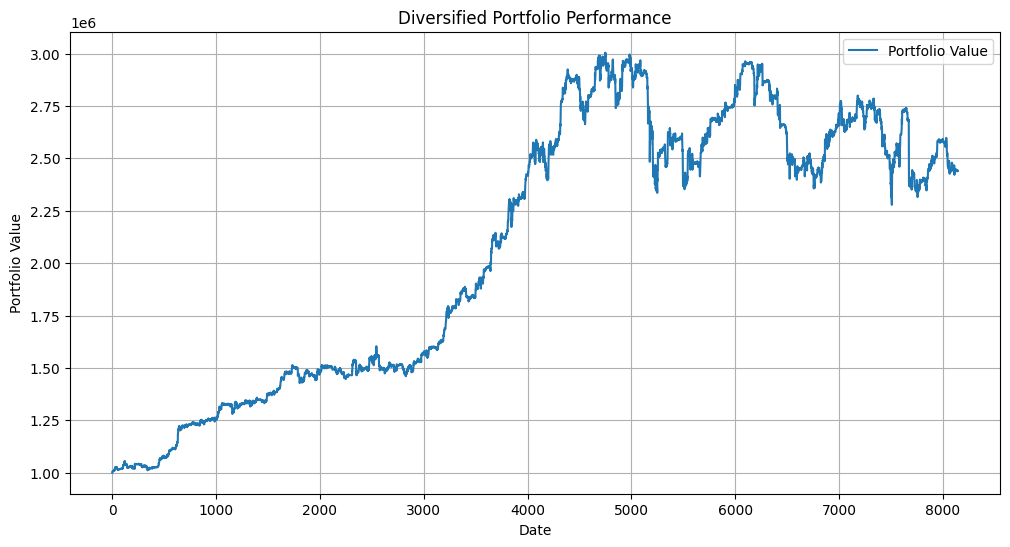 Diversified Portfolio Performance
1e6
Portfolio Value
3.00
2.75
2.50
2.25
2.00
1.75
1.50
1.25
1.00
Portfolio Value
0 1000 2000 3000 4000 5000 6000 7000 8000
Date